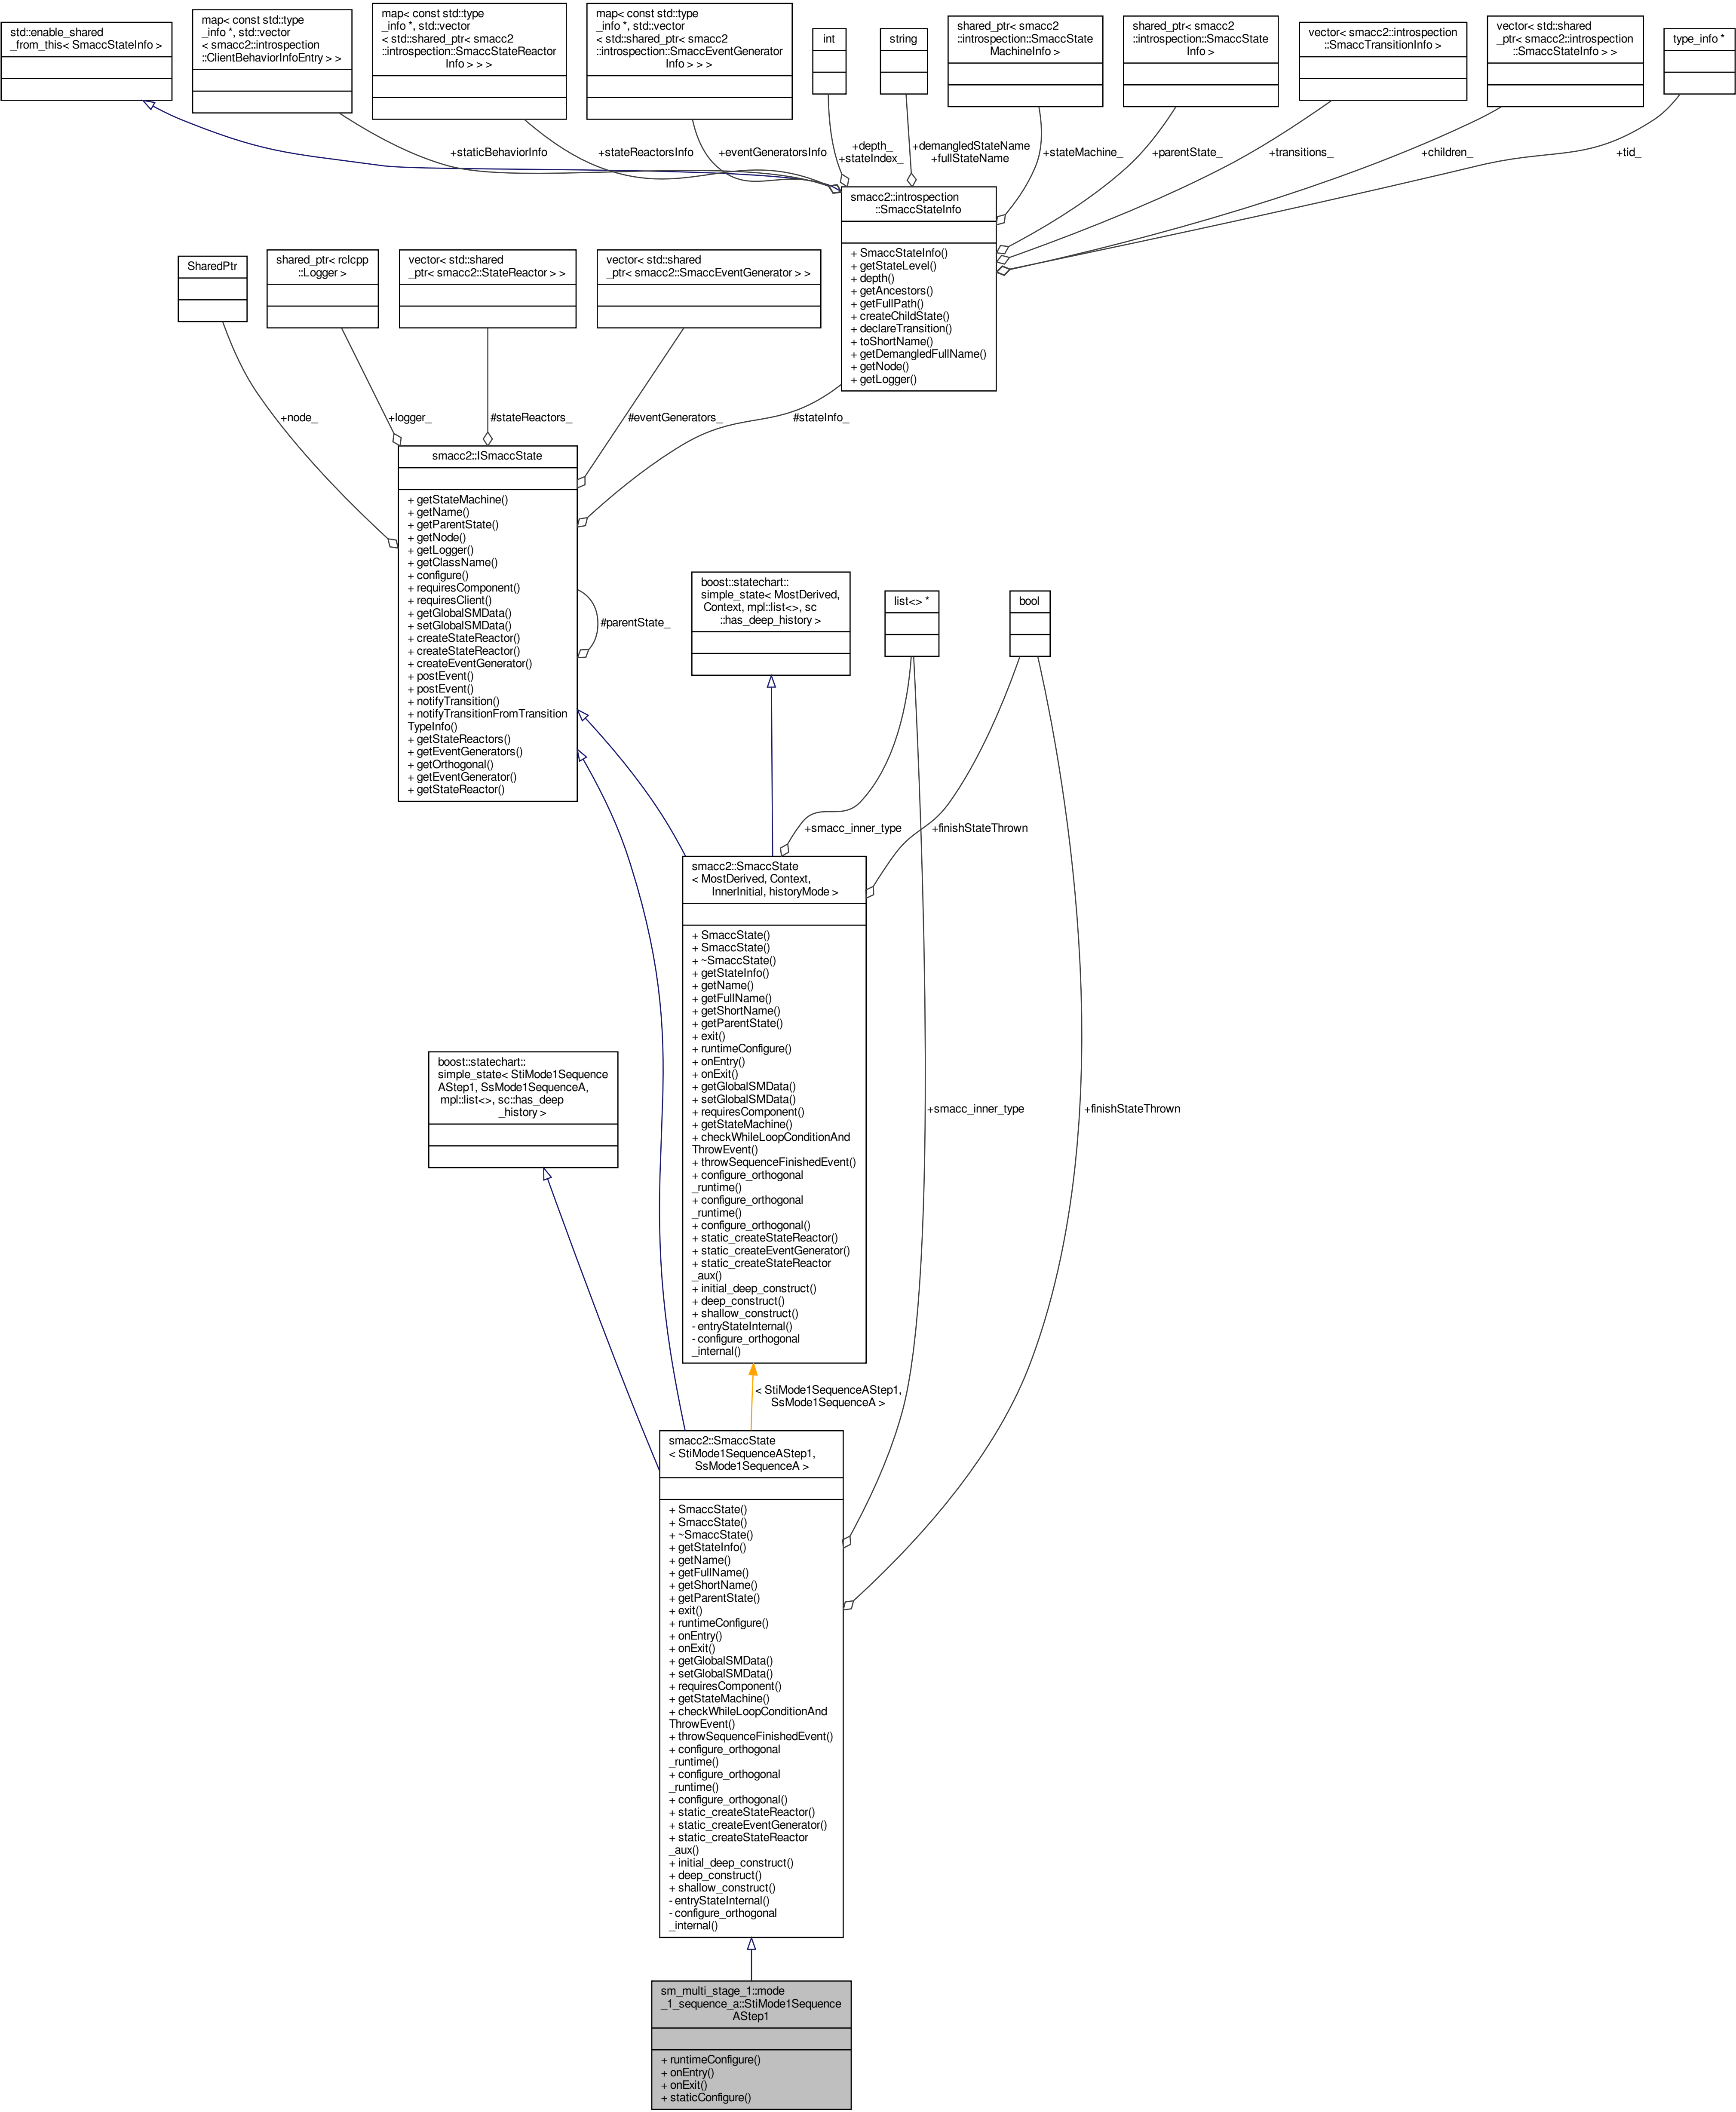 std::enable_shared
_from_this< SmaccStateInfo >
map< const std::type
_info *, std::vector
< smacc2::introspection
::ClientBehaviorInfoEntry > >
map< const std::type
_info *, std::vector
< std::shared_ptr< smacc2
::introspection::SmaccStateReactor
Info > > >
map< const std::type
_info *, std::vector
< std::shared_ptr< smacc2
::introspection::SmaccEventGenerator
Info > > >
int
string
shared_ptr< smacc2
::introspection::SmaccState
MachineInfo >
shared_ptr< smacc2
::introspection::SmaccState
Info >
vector< smacc2::introspection
::SmaccTransitionInfo >
vector< std::shared
_ptr< smacc2::introspection
::SmaccStateInfo > >
type_info *
+staticBehaviorInfo
+stateReactorsInfo
+eventGeneratorsInfo
+depth_
+stateIndex_
+demangledStateName
+fullStateName
+stateMachine_
+parentState_
+transitions_
+children_
+tid_
smacc2::introspection
::SmaccStateInfo
+ SmaccStateInfo()
+ getStateLevel()
+ depth()
+ getAncestors()
+ getFullPath()
+ createChildState()
+ declareTransition()
+ toShortName()
+ getDemangledFullName()
+ getNode()
+ getLogger()
SharedPtr
shared_ptr< rclcpp
::Logger >
vector< std::shared
_ptr< smacc2::StateReactor > >
vector< std::shared
_ptr< smacc2::SmaccEventGenerator > >
+node_
+logger_
#stateReactors_
#eventGenerators_
#stateInfo_
smacc2::ISmaccState
+ getStateMachine()
+ getName()
+ getParentState()
+ getNode()
+ getLogger()
+ getClassName()
+ configure()
+ requiresComponent()
+ requiresClient()
+ getGlobalSMData()
+ setGlobalSMData()
+ createStateReactor()
+ createStateReactor()
+ createEventGenerator()
+ postEvent()
+ postEvent()
+ notifyTransition()
+ notifyTransitionFromTransition
TypeInfo()
+ getStateReactors()
+ getEventGenerators()
+ getOrthogonal()
+ getEventGenerator()
+ getStateReactor()
#parentState_
boost::statechart::
simple_state< MostDerived,
Context, mpl::list<>, sc
::has_deep_history >
list<> *
bool
+smacc_inner_type
+finishStateThrown
smacc2::SmaccState
< MostDerived, Context,
InnerInitial, historyMode >
+ SmaccState()
+ SmaccState()
+ ~SmaccState()
+ getStateInfo()
+ getName()
+ getFullName()
+ getShortName()
+ getParentState()
+ exit()
+ runtimeConfigure()
+ onEntry()
+ onExit()
+ getGlobalSMData()
+ setGlobalSMData()
+ requiresComponent()
+ getStateMachine()
+ checkWhileLoopConditionAnd
ThrowEvent()
+ throwSequenceFinishedEvent()
+ configure_orthogonal
_runtime()
+ configure_orthogonal
_runtime()
+ configure_orthogonal()
+ static_createStateReactor()
+ static_createEventGenerator()
+ static_createStateReactor
_aux()
+ initial_deep_construct()
+ deep_construct()
+ shallow_construct()
- entryStateInternal()
- configure_orthogonal
_internal()
boost::statechart::
simple_state< StiMode1Sequence
AStep1, SsMode1SequenceA,
mpl::list<>, sc::has_deep
_history >
+smacc_inner_type
+finishStateThrown
< StiMode1SequenceAStep1,
SsMode1SequenceA >
smacc2::SmaccState
< StiMode1SequenceAStep1,
SsMode1SequenceA >
+ SmaccState()
+ SmaccState()
+ ~SmaccState()
+ getStateInfo()
+ getName()
+ getFullName()
+ getShortName()
+ getParentState()
+ exit()
+ runtimeConfigure()
+ onEntry()
+ onExit()
+ getGlobalSMData()
+ setGlobalSMData()
+ requiresComponent()
+ getStateMachine()
+ checkWhileLoopConditionAnd
ThrowEvent()
+ throwSequenceFinishedEvent()
+ configure_orthogonal
_runtime()
+ configure_orthogonal
_runtime()
+ configure_orthogonal()
+ static_createStateReactor()
+ static_createEventGenerator()
+ static_createStateReactor
_aux()
+ initial_deep_construct()
+ deep_construct()
+ shallow_construct()
- entryStateInternal()
- configure_orthogonal
_internal()
sm_multi_stage_1::mode
_1_sequence_a::StiMode1Sequence
AStep1
+ runtimeConfigure()
+ onEntry()
+ onExit()
+ staticConfigure()